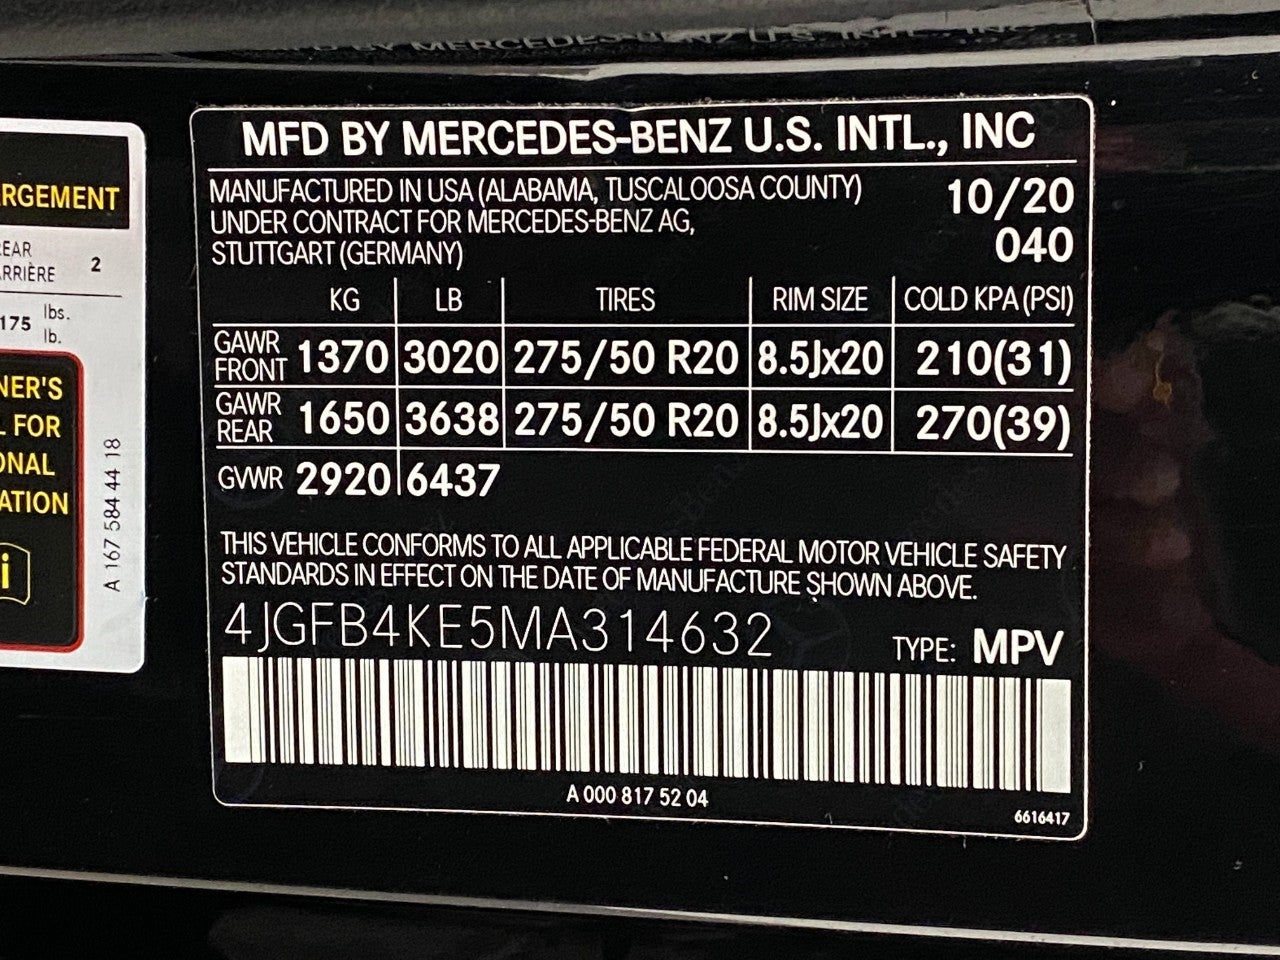 MFD BY MERCEDES-BENZ U.S. INTL., INC
MANUFACTURED IN USA (ALABAMA, TUSCALOOSA COUNTY) 10/20
UNDER CONTRACT FOR MERCEDES-BENZ AG,
STUTTGART (GERMANY) 040
KG LB TIRES RIM SIZE COLD KPA (PSI)
GAWR FRONT 1370 3020 275/50 R20 8.5Jx20 210(31)
GAWR REAR 1650 3638 275/50 R20 8.5Jx20 270(39)
GVWR 2920 6437
THIS VEHICLE CONFORMS TO ALL APPLICABLE FEDERAL MOTOR VEHICLE SAFETY
STANDARDS IN EFFECT ON THE DATE OF MANUFACTURE SHOWN ABOVE.
4JGFB4KE5MA314632 TYPE: MPV
A 000 817 52 04
6616417
RGEMENT
EAR
RRIÈRE 2
175 lbs.
lb.
NER'S
L FOR
ONAL
ATION
i
A 167 584 44 18